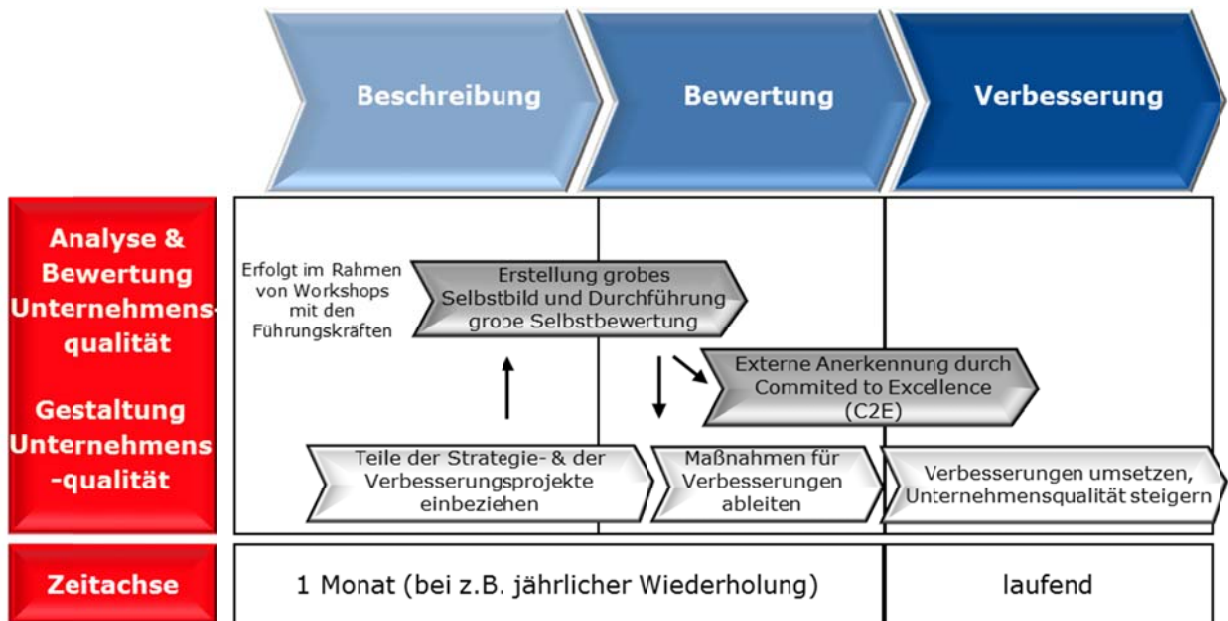 Beschreibung
Bewertung
Verbesserung
Analyse &
Bewertung
Unternehmens-
qualität
Gestaltung
Unternehmens
-qualität
Erfolgt im Rahmen
von Workshops
mit den
Führungskräften
Erstellung grobes
Selbstbild und Durchführung
grobe Selbstbewertung
Externe Anerkennung durch
Commited to Excellence
(C2E)
Teile der Strategie- & der
Verbesserungsprojekte
einbeziehen
Maßnahmen für
Verbesserungen
ableiten
Verbesserungen umsetzen,
Unternehmensqualität steigern
Zeitachse
1 Monat (bei z.B. jährlicher Wiederholung)
laufend